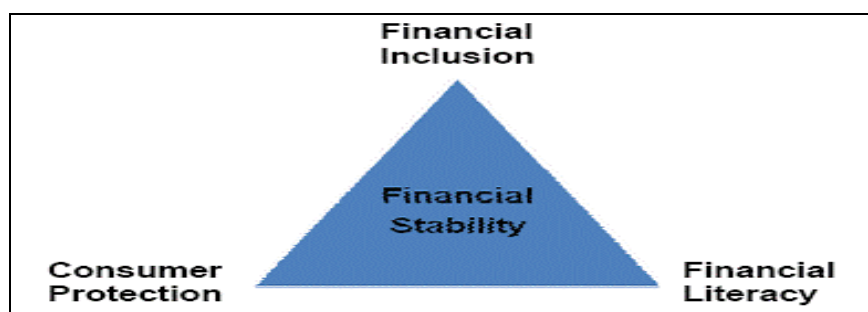 Financial
Inclusion
Financial
Stability
Consumer
Protection
Financial
Literacy